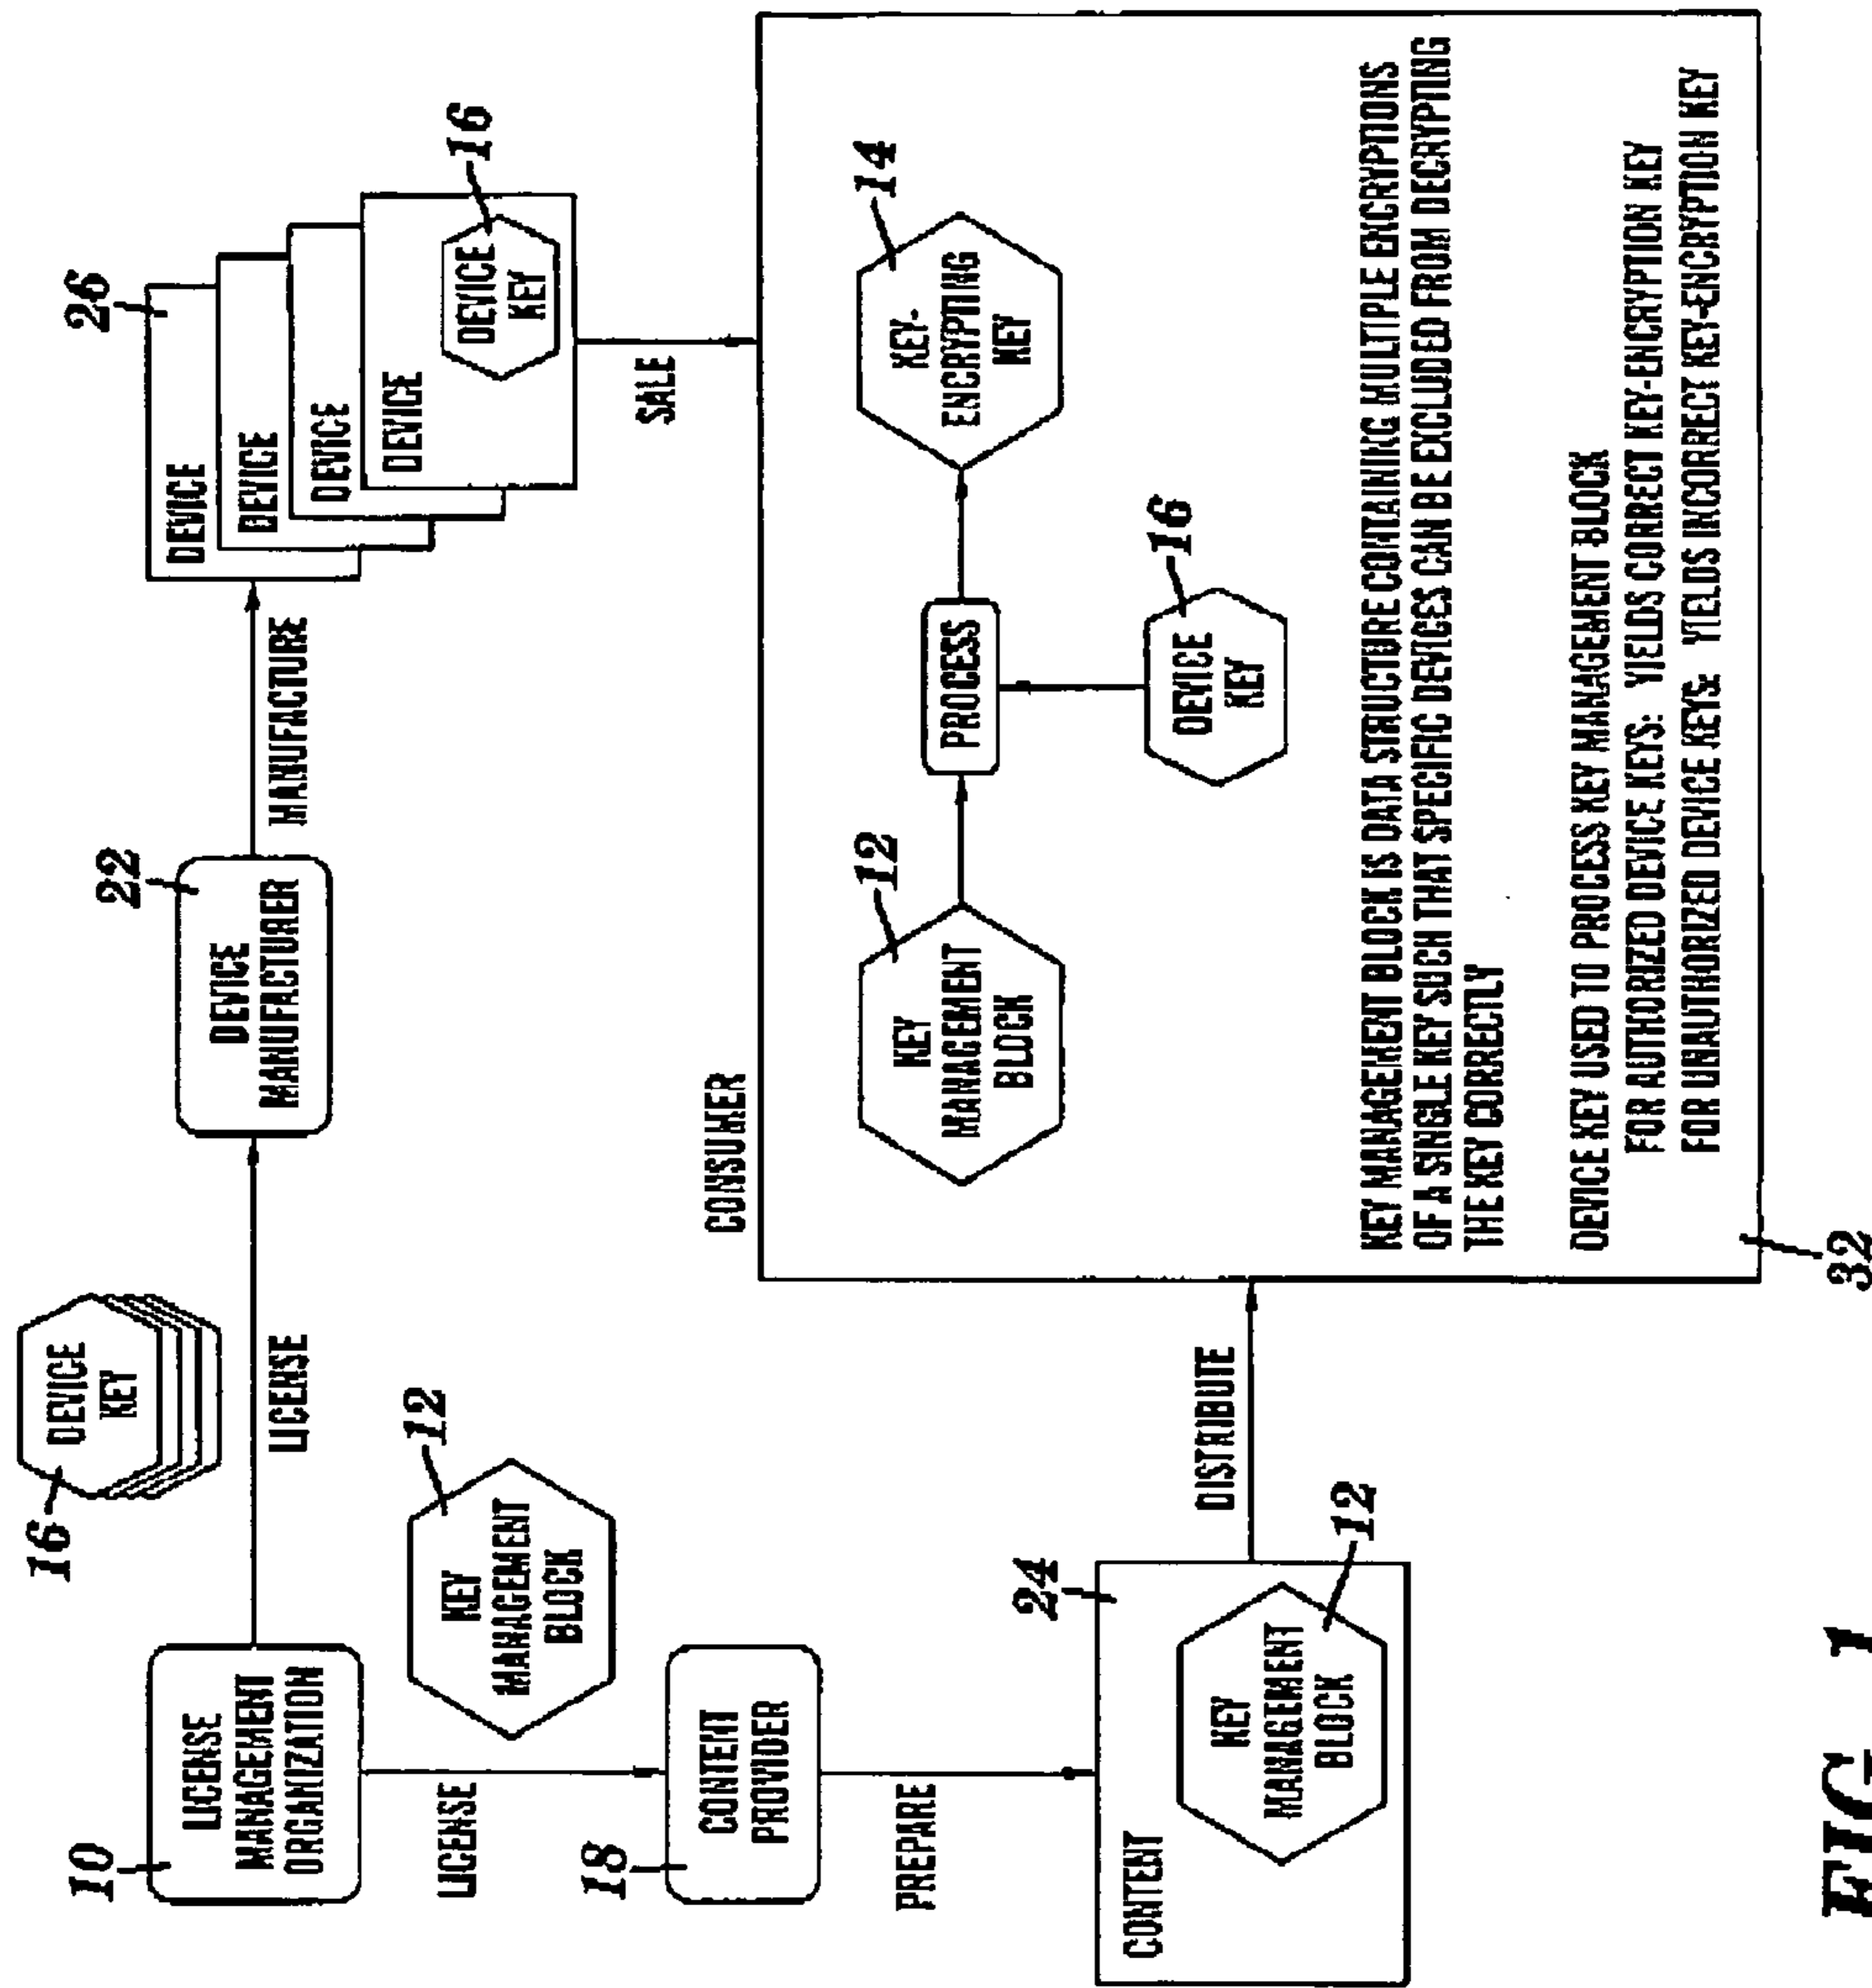 16
DEVICE
KEY
10
LICENSE
MANAGEMENT
ORGANIZATION
LICENSE
22
DEVICE
MANUFACTURER
MANUFACTURE
26
DEVICE
DEVICE
DEVICE
DEVICE
DEVICE
KEY
16
LICENSE
12
KEY
MANAGEMENT
BLOCK
SALE
18
CONTENT
PROVIDER
PREPARE
CONSUMER
24
CONTENT
KEY
MANAGEMENT
BLOCK
12
DISTRIBUTE
KEY
MANAGEMENT
BLOCK
12
PROCESS
KEY-
ENCRYPTING
KEY
14
DEVICE
KEY
16
KEY MANAGEMENT BLOCK IS DATA STRUCTURE CONTAINING MULTIPLE ENCRYPTIONS
OF A SINGLE KEY SUCH THAT SPECIFIC DEVICES CAN BE EXCLUDED FROM DECRYPTING
THE KEY CORRECTLY
DEVICE KEY USED TO PROCESS KEY MANAGEMENT BLOCK
FOR AUTHORIZED DEVICE KEYS: YIELDS CORRECT KEY-ENCRYPTION KEY
FOR UNAUTHORIZED DEVICE KEYS: YIELDS INCORRECT KEY-ENCRYPTION KEY
32
FIG_1